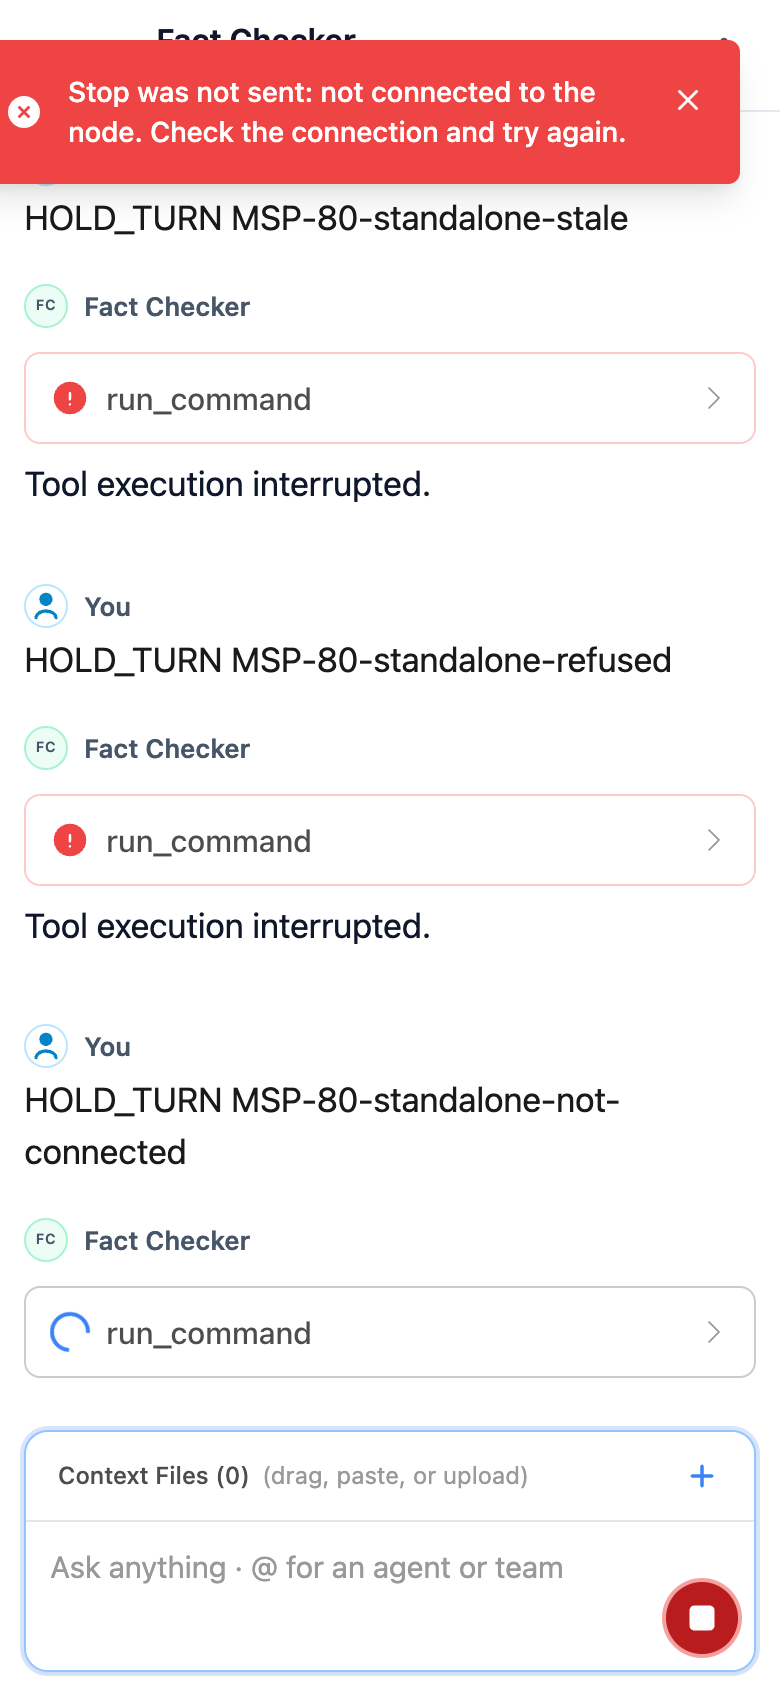 Fact Checker
Stop was not sent: not connected to the
node. Check the connection and try again.
HOLD_TURN MSP-80-standalone-stale
FC Fact Checker
run_command
Tool execution interrupted.
You
HOLD_TURN MSP-80-standalone-refused
FC Fact Checker
run_command
Tool execution interrupted.
You
HOLD_TURN MSP-80-standalone-not-
connected
FC Fact Checker
run_command
Context Files (0) (drag, paste, or upload)
Ask anything · @ for an agent or team